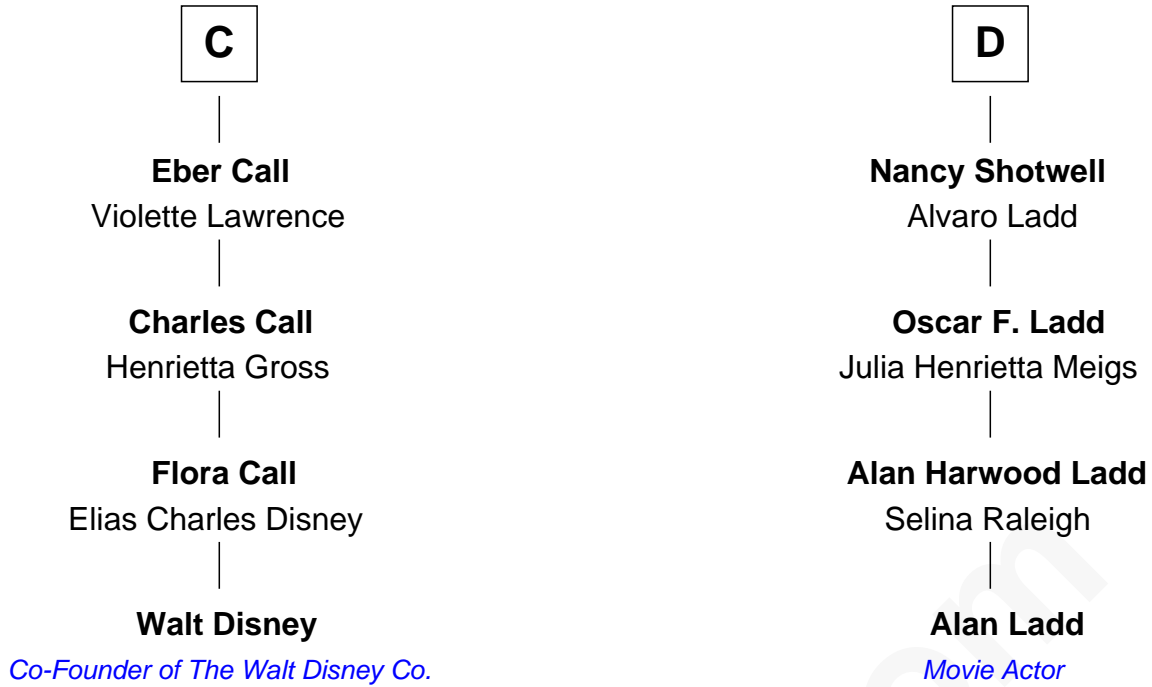 C
Eber Call
Violette Lawrence
Charles Call
Henrietta Gross
Flora Call
Elias Charles Disney
Walt Disney
Co-Founder of The Walt Disney Co.
D
Nancy Shotwell
Alvaro Ladd
Oscar F. Ladd
Julia Henrietta Meigs
Alan Harwood Ladd
Selina Raleigh
Alan Ladd
Movie Actor